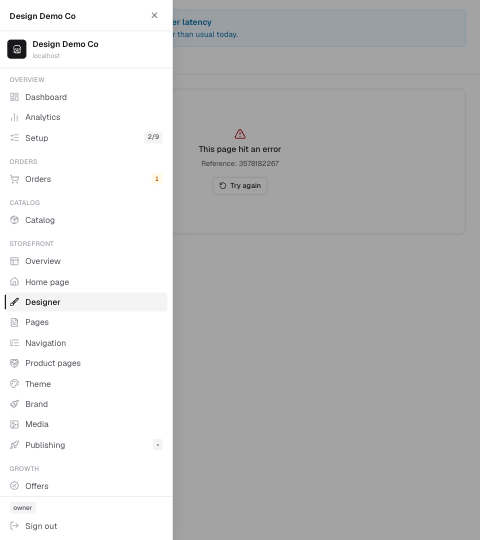 Design Demo Co
Design Demo Co
localhost
OVERVIEW
Dashboard
Analytics
Setup 2/9
ORDERS
Orders 1
CATALOG
Catalog
STOREFRONT
Overview
Home page
Designer
Pages
Navigation
Product pages
Theme
Brand
Media
Publishing
GROWTH
Offers
owner
Sign out
latency
than usual today.
This page hit an error
Reference: 3578182267
Try again